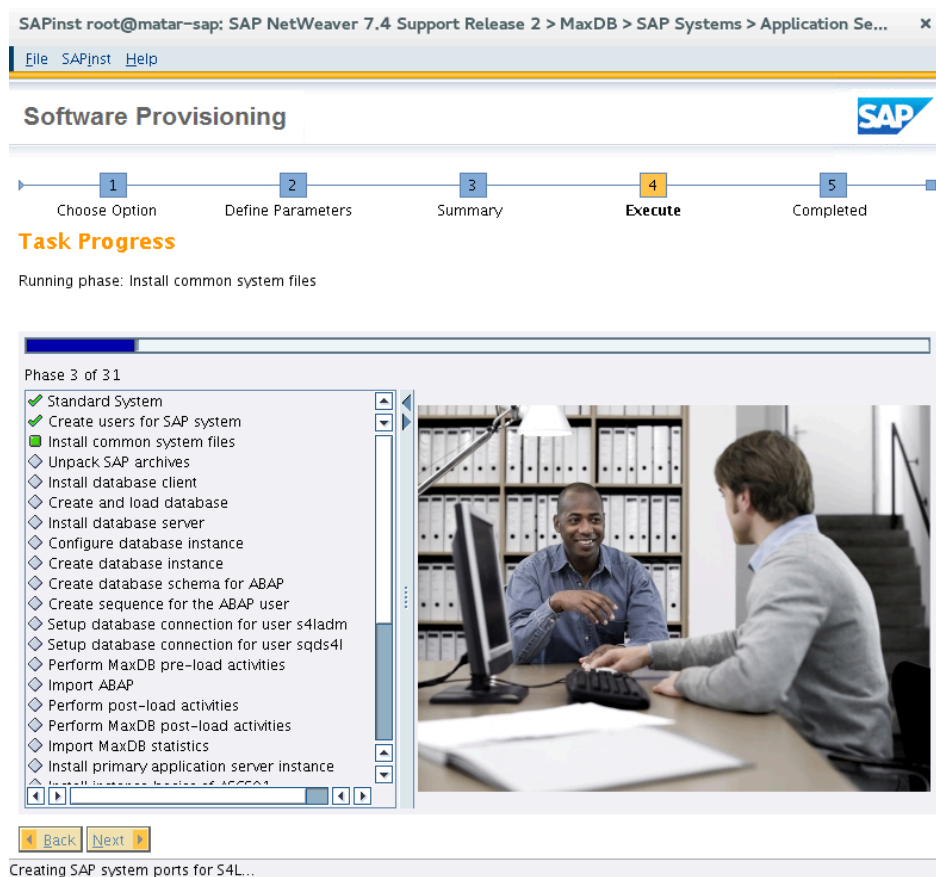 SAPinst root@matar-sap: SAP NetWeaver 7.4 Support Release 2 > MaxDB > SAP Systems > Application Se... ×
File SAPinst Help
Software Provisioning
SAP
1 2 3 4 5
Choose Option Define Parameters Summary Execute Completed
Task Progress
Running phase: Install common system files
Phase 3 of 31
Standard System
Create users for SAP system
Install common system files
Unpack SAP archives
Install database client
Create and load database
Install database server
Configure database instance
Create database instance
Create database schema for ABAP
Create sequence for the ABAP user
Setup database connection for user s4ladm
Setup database connection for user sqds4l
Perform MaxDB pre-load activities
Import ABAP
Perform post-load activities
Perform MaxDB post-load activities
Import MaxDB statistics
Install primary application server instance
Back Next
Creating SAP system ports for S4L...